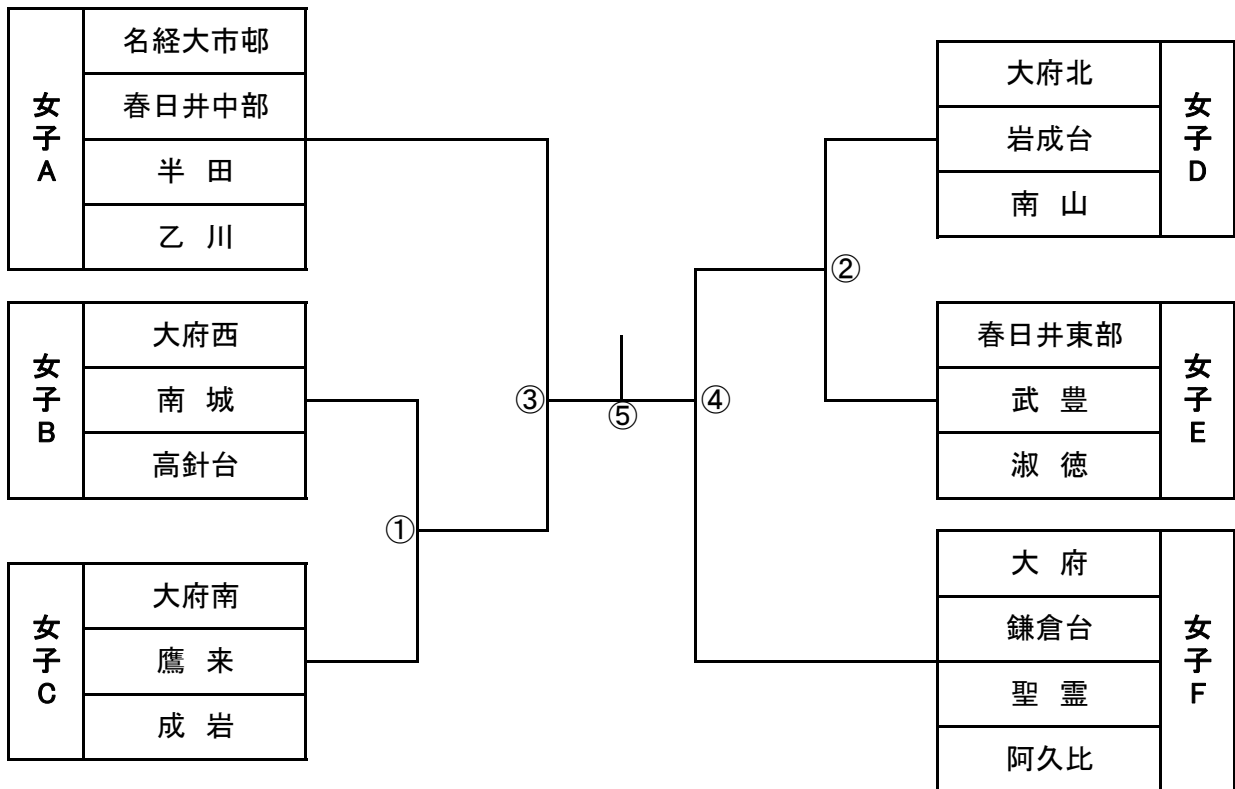 女子A
名経大市邨
春日井中部
半 田
乙 川
女子B
大府西
南 城
高針台
女子C
大府南
鷹 来
成 岩
①
③
⑤
④
②
女子D
大府北
岩成台
南 山
女子E
春日井東部
武 豊
淑 徳
女子F
大 府
鎌倉台
聖 霊
阿久比